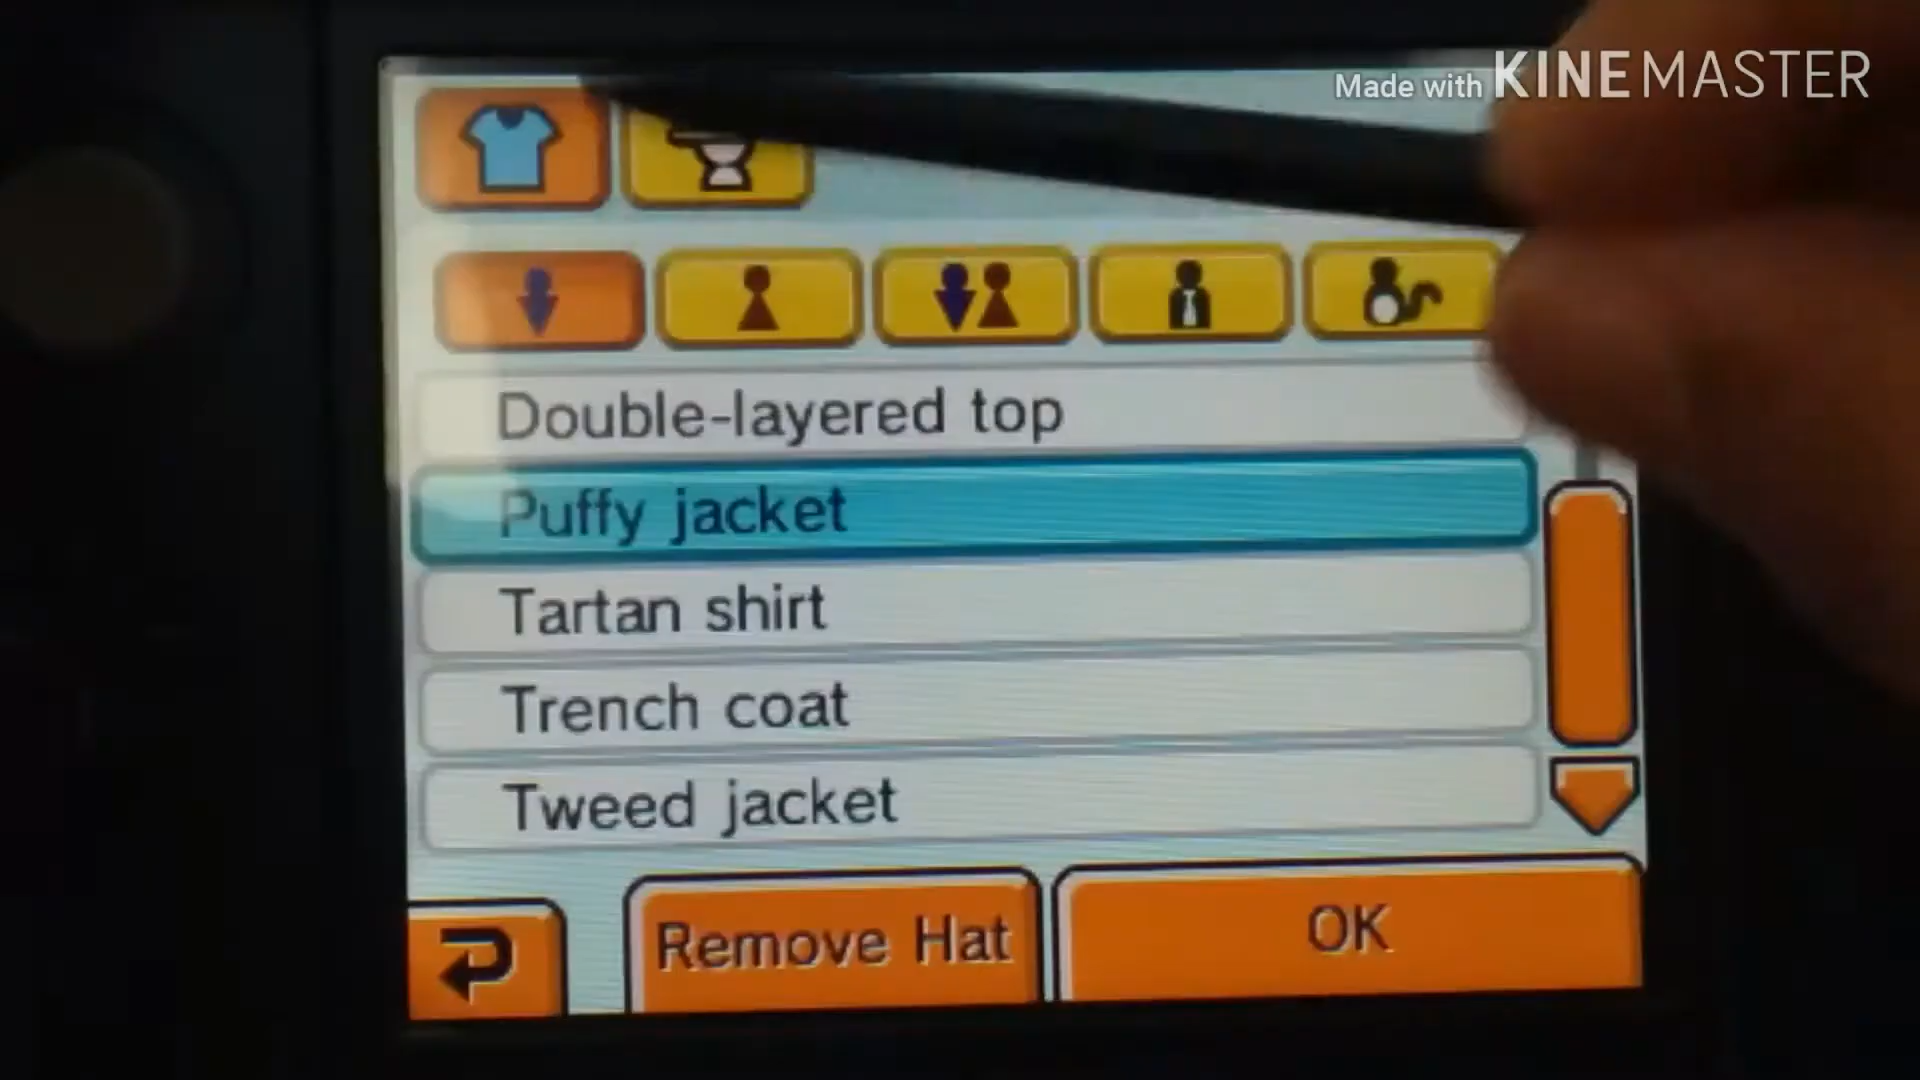 Made with KINEMASTER
Double-layered top
Puffy jacket
Tartan shirt
Trench coat
Tweed jacket
Remove Hat
OK